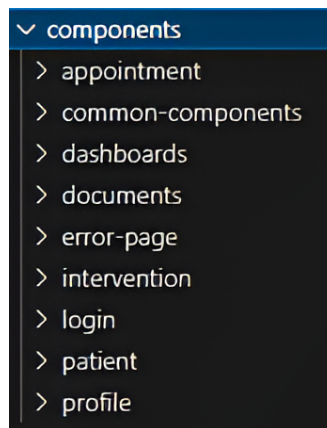 components
appointment
common-components
dashboards
documents
error-page
intervention
login
patient
profile